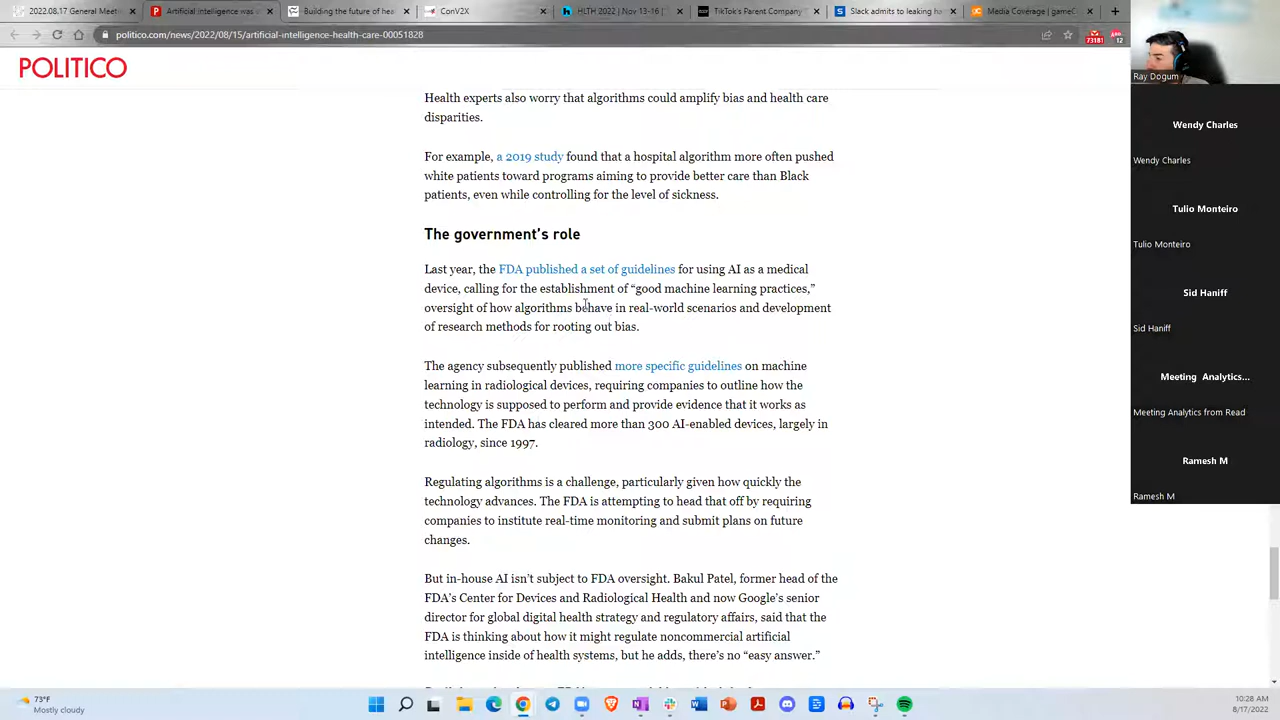 2022.08.17 General Meeti
Artificial intelligence was
Building the future of hea
ConV2X
HLTH 2022 | Nov 13-16 |
TikTok's Parent Company
Slack admits to leaking ha
Media Coverage | gameC
politico.com/news/2022/08/15/artificial-intelligence-health-care-00051828
73181
12
POLITICO
Health experts also worry that algorithms could amplify bias and health care
disparities.
For example, a 2019 study found that a hospital algorithm more often pushed
white patients toward programs aiming to provide better care than Black
patients, even while controlling for the level of sickness.
The government's role
Last year, the FDA published a set of guidelines for using AI as a medical
device, calling for the establishment of “good machine learning practices,”
oversight of how algorithms behave in real-world scenarios and development
of research methods for rooting out bias.
The agency subsequently published more specific guidelines on machine
learning in radiological devices, requiring companies to outline how the
technology is supposed to perform and provide evidence that it works as
intended. The FDA has cleared more than 300 AI-enabled devices, largely in
radiology, since 1997.
Regulating algorithms is a challenge, particularly given how quickly the
technology advances. The FDA is attempting to head that off by requiring
companies to institute real-time monitoring and submit plans on future
changes.
But in-house AI isn't subject to FDA oversight. Bakul Patel, former head of the
FDA's Center for Devices and Radiological Health and now Google's senior
director for global digital health strategy and regulatory affairs, said that the
FDA is thinking about how it might regulate noncommercial artificial
intelligence inside of health systems, but he adds, there's no “easy answer.”
Ray Dogum
Wendy Charles
Wendy Charles
Tulio Monteiro
Tulio Monteiro
Sid Haniff
Sid Haniff
Meeting Analytics...
Meeting Analytics from Read
Ramesh M
Ramesh M
73°F
Mostly cloudy
10:28 AM
8/17/2022